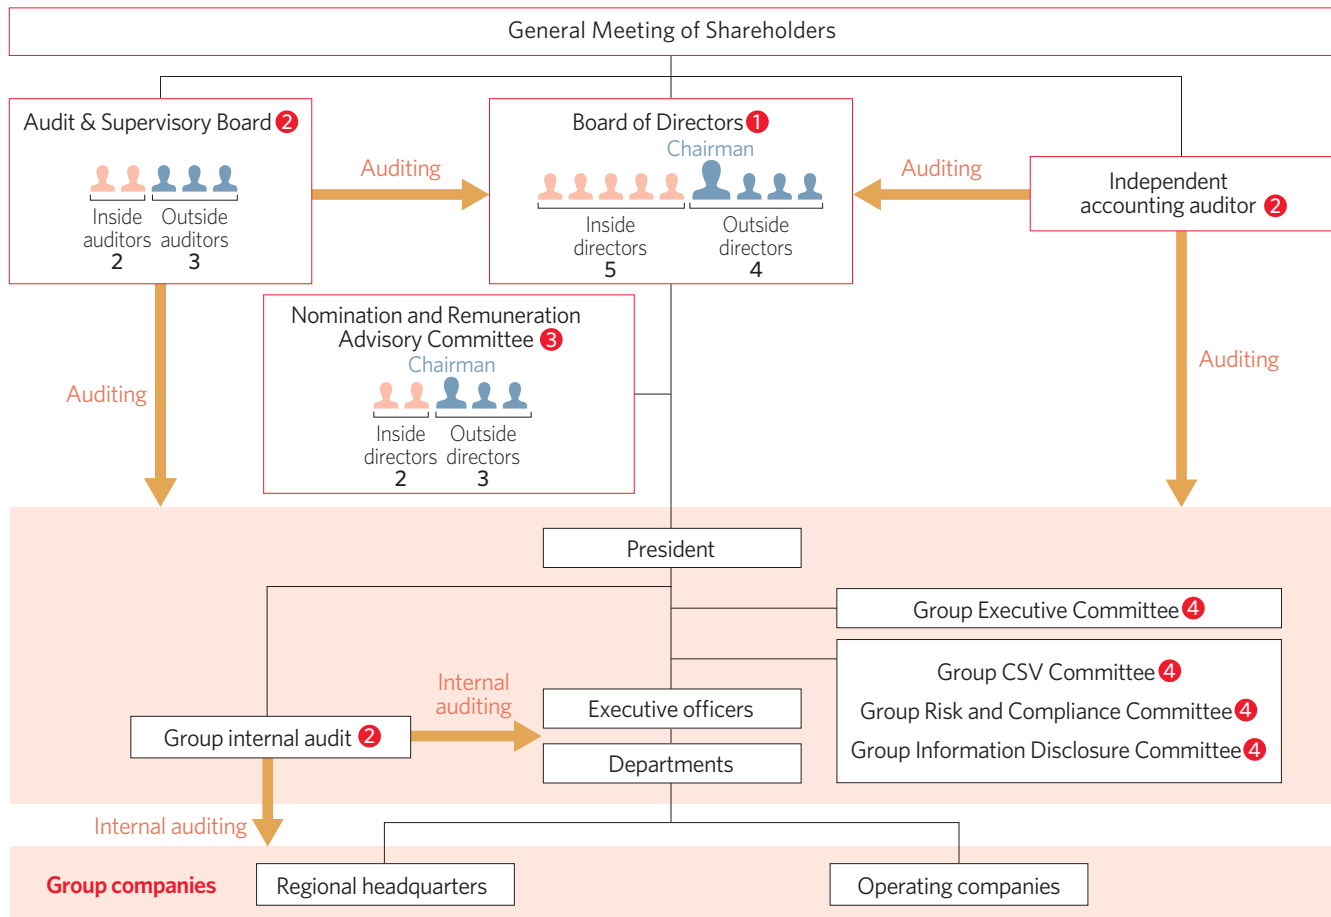 General Meeting of Shareholders
Audit & Supervisory Board 2
Inside
auditors
2
Outside
auditors
3
Auditing
Board of Directors 1
Chairman
Inside
directors
5
Outside
directors
4
Auditing
Independent
accounting auditor 2
Nomination and Remuneration
Advisory Committee 3
Chairman
Inside
directors
2
Outside
directors
3
Auditing
Auditing
President
Group Executive Committee 4
Group CSV Committee 4
Group Risk and Compliance Committee 4
Group Information Disclosure Committee 4
Internal
auditing
Executive officers
Group internal audit 2
Departments
Internal auditing
Group companies
Regional headquarters
Operating companies